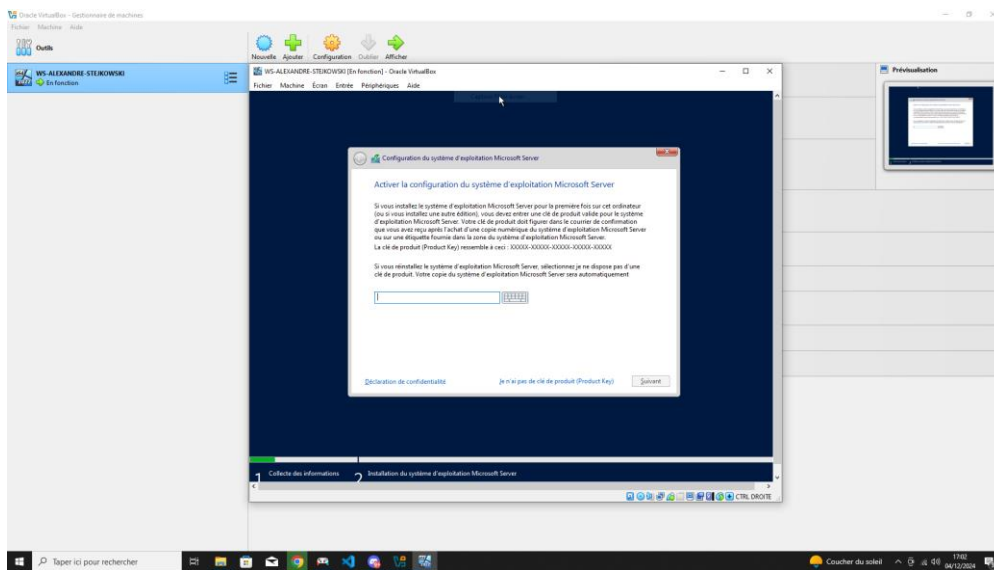 Oracle VirtualBox - Gestionnaire de machines
Fichier Machine Aide
Outils
Nouvelle Ajouter Configuration Oublier Afficher
WS-ALEXANDRE-STEJKOWSKI
En fonction
Prévisualisation
WS-ALEXANDRE-STEJKOWSKI [En fonction] - Oracle VirtualBox
Fichier Machine Écran Entrée Périphériques Aide
Configuration du système d'exploitation Microsoft Server
Activer la configuration du système d'exploitation Microsoft Server
Si vous installez le système d'exploitation Microsoft Server pour la première fois sur cet ordinateur
(ou si vous installez une autre édition), vous devez entrer une clé de produit valide pour le système
d'exploitation Microsoft Server. Votre clé de produit doit figurer dans le courrier de confirmation
que vous avez reçu après l'achat d'une copie numérique du système d'exploitation Microsoft Server
ou sur une étiquette fournie dans la zone du système d'exploitation Microsoft Server.
La clé de produit (Product Key) ressemble à ceci : XXXXX-XXXXX-XXXXX-XXXXX-XXXXX
Si vous réinstallez le système d'exploitation Microsoft Server, sélectionnez je ne dispose pas d'une
clé de produit. Votre copie du système d'exploitation Microsoft Server sera automatiquement
Déclaration de confidentialité
Je n'ai pas de clé de produit (Product Key)
Suivant
1 Collecte des informations
2 Installation du système d'exploitation Microsoft Server
CTRL DROITE
Taper ici pour rechercher
Coucher du soleil
17:02
04/12/2024